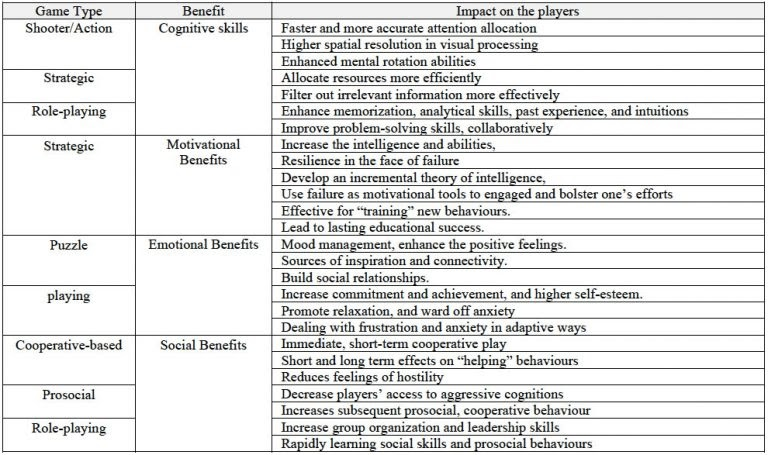 Game Type Benefit Impact on the players
Shooter/Action Cognitive skills Faster and more accurate attention allocation
Higher spatial resolution in visual processing
Enhanced mental rotation abilities
Strategic Allocate resources more efficiently
Filter out irrelevant information more effectively
Role-playing Enhance memorization, analytical skills, past experience, and intuitions
Improve problem-solving skills, collaboratively
Strategic Motivational Increase the intelligence and abilities,
Benefits Resilience in the face of failure
Develop an incremental theory of intelligence,
Use failure as motivational tools to engaged and bolster one's efforts
Effective for “training” new behaviours.
Lead to lasting educational success.
Puzzle Emotional Benefits Mood management, enhance the positive feelings.
Sources of inspiration and connectivity.
Build social relationships.
playing Increase commitment and achievement, and higher self-esteem.
Promote relaxation, and ward off anxiety
Dealing with frustration and anxiety in adaptive ways
Cooperative-based Social Benefits Immediate, short-term cooperative play
Short and long term effects on “helping” behaviours
Reduces feelings of hostility
Prosocial Decrease players’ access to aggressive cognitions
Increases subsequent prosocial, cooperative behaviour
Role-playing Increase group organization and leadership skills
Rapidly learning social skills and prosocial behaviours